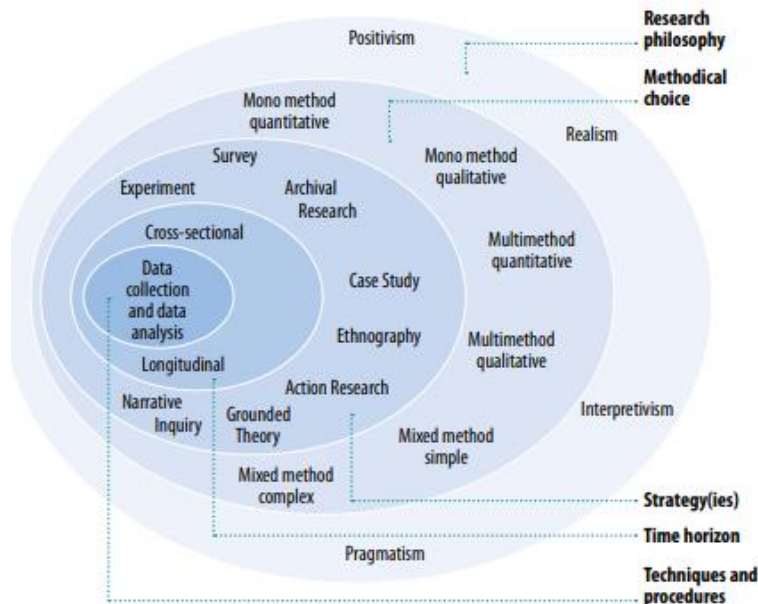 Positivism
Research
philosophy
Methodical
choice
Mono method
quantitative
Realism
Survey
Mono method
qualitative
Experiment
Archival
Research
Cross-sectional
Multimethod
quantitative
Data
collection
and data
analysis
Case Study
Ethnography
Multimethod
qualitative
Longitudinal
Action Research
Narrative
Inquiry
Grounded
Theory
Interpretivism
Mixed method
simple
Mixed method
complex
Strategy(ies)
Time horizon
Pragmatism
Techniques and
procedures